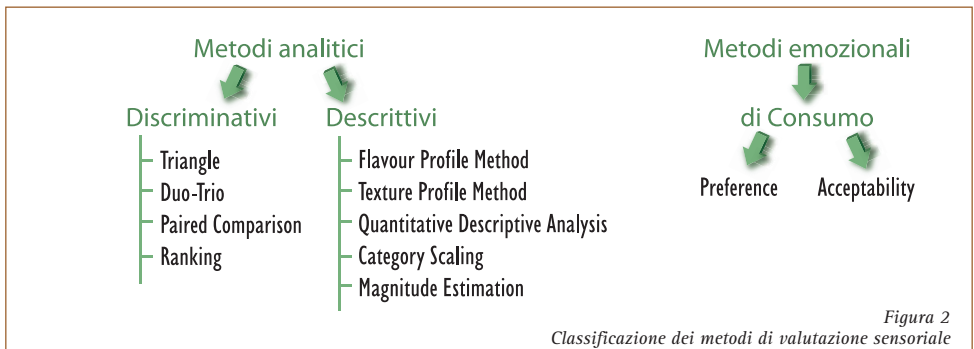 Metodi analitici
Discriminativi
Triangle
Duo-Trio
Paired Comparison
Ranking
Descrittivi
Flavour Profile Method
Texture Profile Method
Quantitative Descriptive Analysis
Category Scaling
Magnitude Estimation
Metodi emozionali
di Consumo
Preference
Acceptability
Figura 2
Classificazione dei metodi di valutazione sensoriale